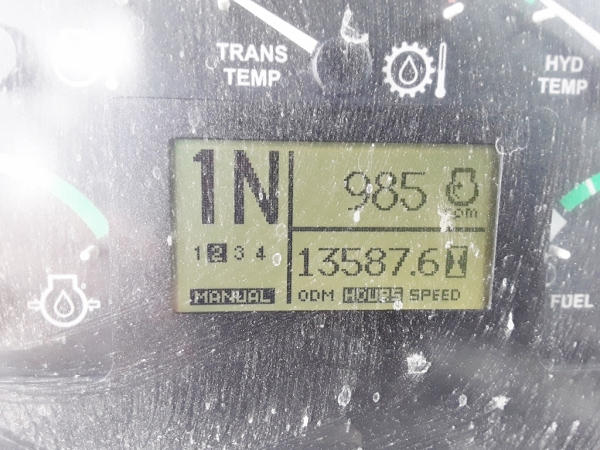 TRANS
TEMP
HYD
TEMP
1N
985
rpm
1 2 3 4
13587.6
MANUAL
ODM HOURS SPEED
FUEL